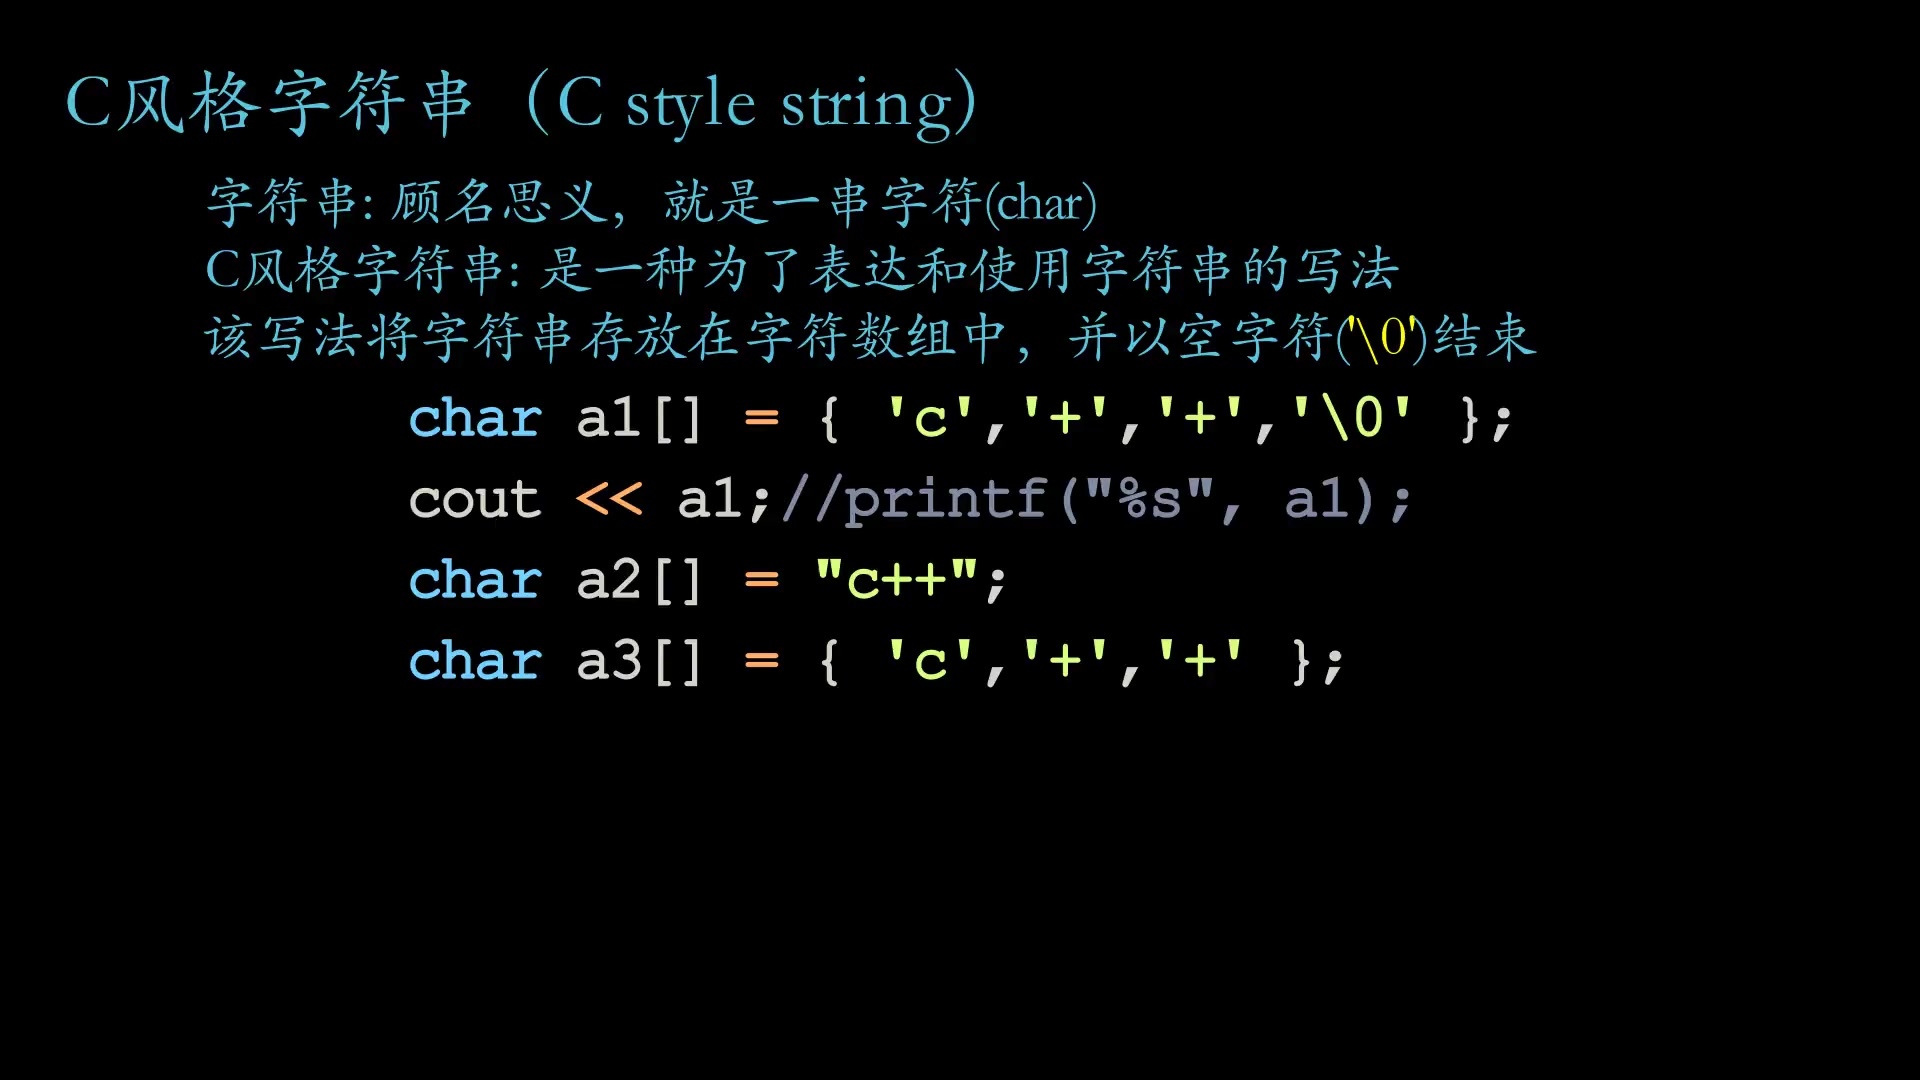 C风格字符串（C style string）
字符串: 顾名思义，就是一串字符(char)
C风格字符串: 是一种为了表达和使用字符串的写法
该写法将字符串存放在字符数组中，并以空字符('\0')结束
char a1[] = { 'c','+','+','\0' };
cout << a1;//printf("%s", a1);
char a2[] = "c++";
char a3[] = { 'c','+','+' };